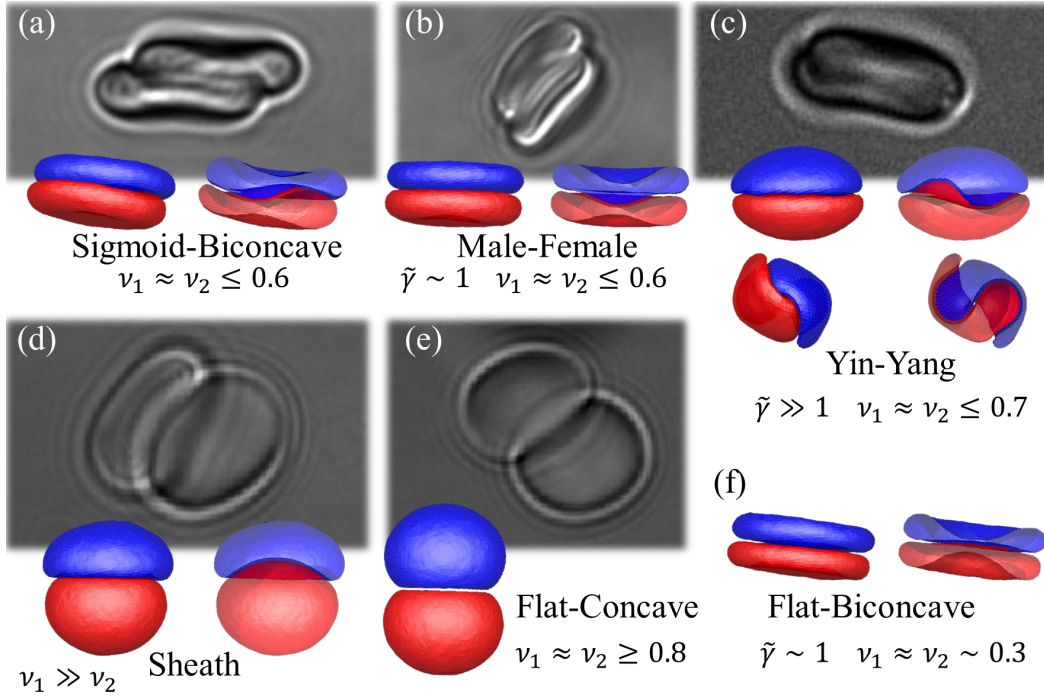 (a)
Sigmoid-Biconcave
ν₁ ≈ ν₂ ≤ 0.6
(b)
Male-Female
γ̃ ~ 1 ν₁ ≈ ν₂ ≤ 0.6
(c)
Yin-Yang
γ̃ ≫ 1 ν₁ ≈ ν₂ ≤ 0.7
(d)
Sheath
ν₁ ≫ ν₂
(e)
Flat-Concave
ν₁ ≈ ν₂ ≥ 0.8
(f)
Flat-Biconcave
γ̃ ~ 1 ν₁ ≈ ν₂ ~ 0.3